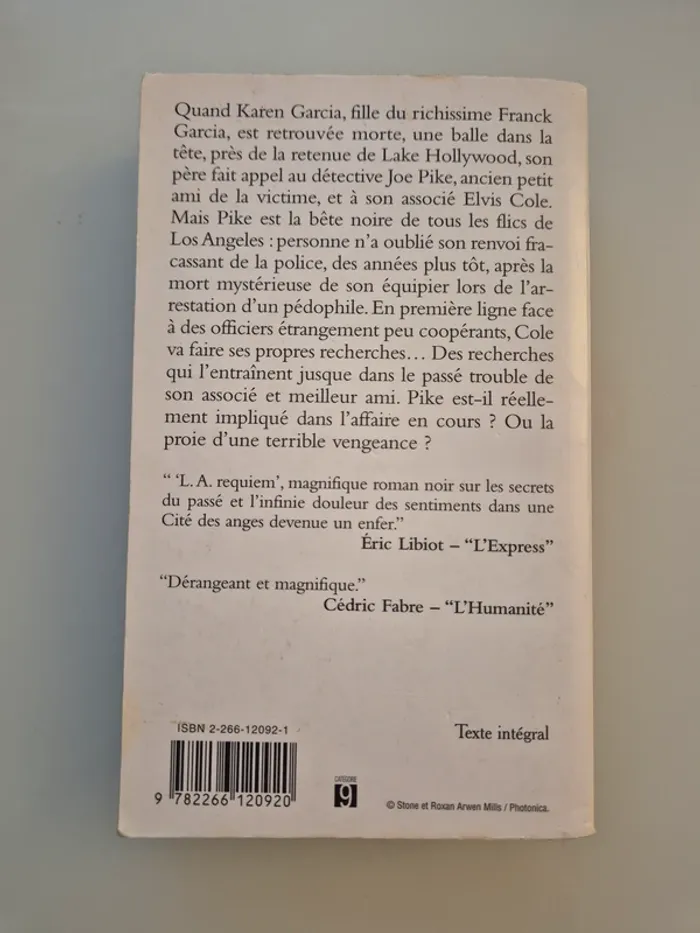 Quand Karen Garcia, fille du richissime Franck
Garcia, est retrouvée morte, une balle dans la
tête, près de la retenue de Lake Hollywood, son
père fait appel au détective Joe Pike, ancien petit
ami de la victime, et à son associé Elvis Cole.
Mais Pike est la bête noire de tous les flics de
Los Angeles : personne n'a oublié son renvoi fra-
cassant de la police, des années plus tôt, après la
mort mystérieuse de son équipier lors de l'ar-
restation d'un pédophile. En première ligne face
à des officiers étrangement peu coopérants, Cole
va faire ses propres recherches... Des recherches
qui l'entraînent jusque dans le passé trouble de
son associé et meilleur ami. Pike est-il réelle-
ment impliqué dans l'affaire en cours ? Ou la
proie d'une terrible vengeance ?
“ ‘L. A. requiem’, magnifique roman noir sur les secrets
du passé et l'infinie douleur des sentiments dans une
Cité des anges devenue un enfer.”
Éric Libiot – “L'Express”
“Dérangeant et magnifique.”
Cédric Fabre – “L'Humanité”
ISBN 2-266-12092-1
9 782266 120920
CATÉGORIE
9
Texte intégral
© Stone et Roxan Arwen Mills / Photonica.